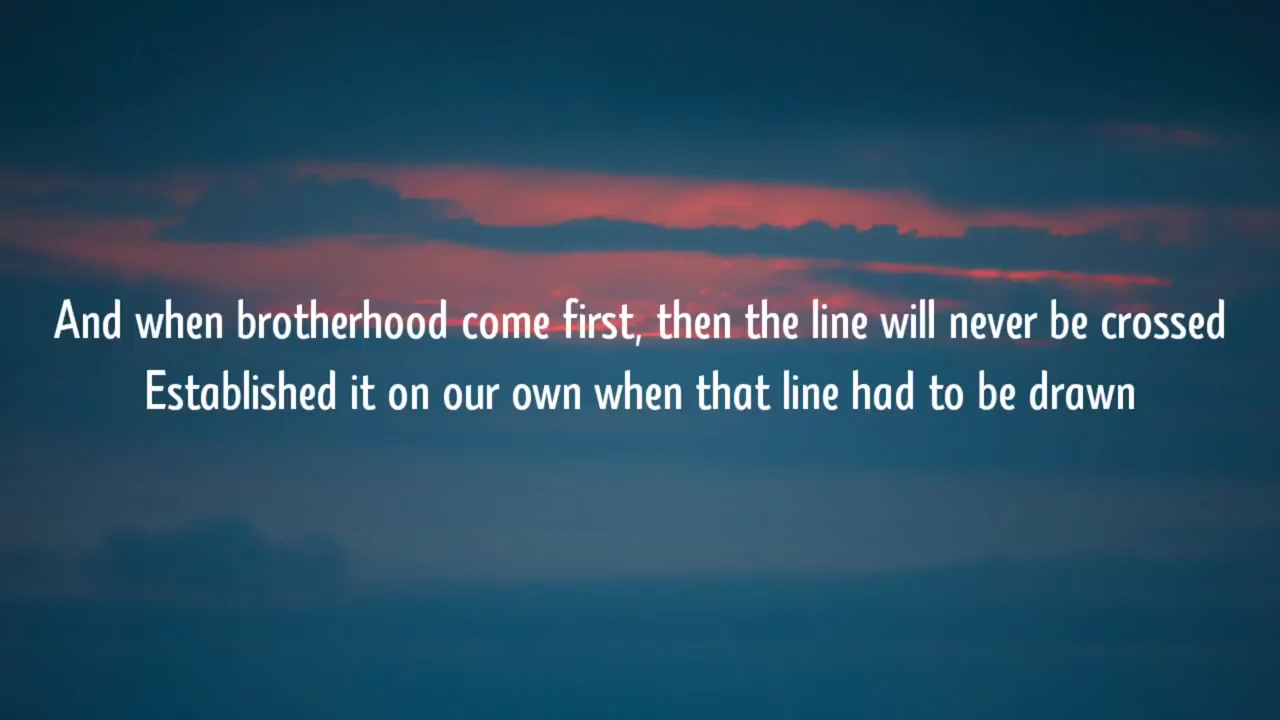 And when brotherhood come first, then the line will never be crossed
Established it on our own when that line had to be drawn